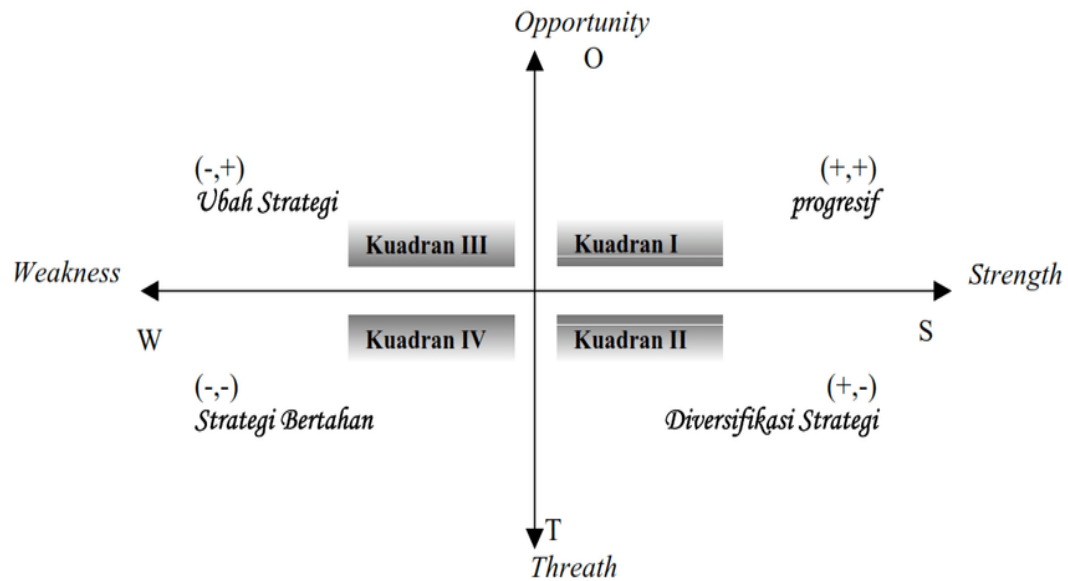 Opportunity
O
(-,+)
Ubah Strategi
(+,+)
progresif
Kuadran III
Kuadran I
Weakness
Strength
W
S
Kuadran IV
Kuadran II
(-,-)
Strategi Bertahan
(+,-)
Diversifikasi Strategi
T
Threath